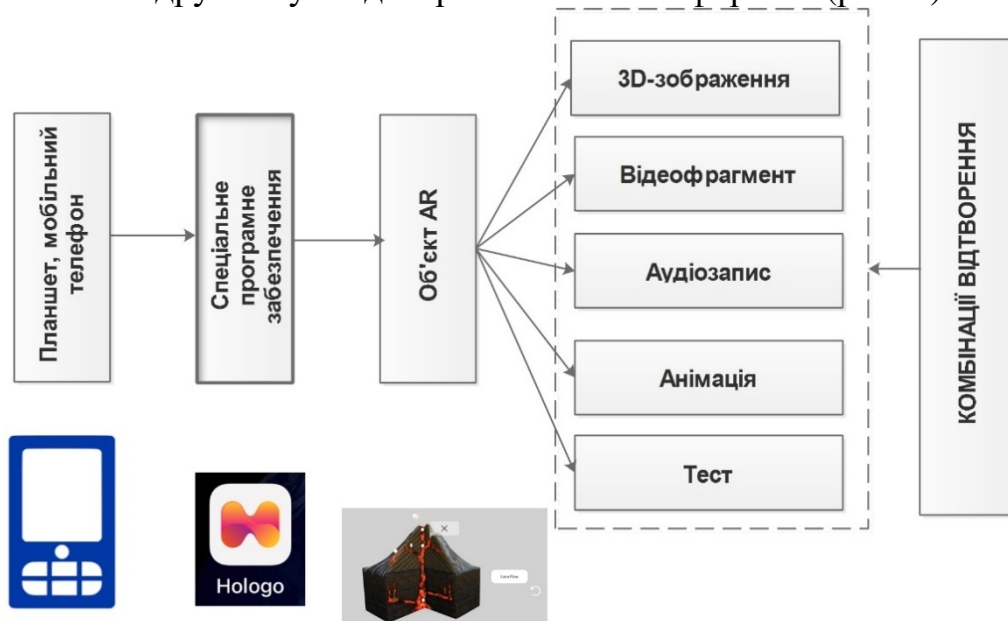 3D-зображення
Відеофрагмент
Аудіозапис
Анімація
Тест
Планшет, мобільний
телефон
Спеціальне
програмне
забезпечення
Об'єкт AR
КОМБІНАЦІЇ ВІДТВОРЕННЯ
Hologo